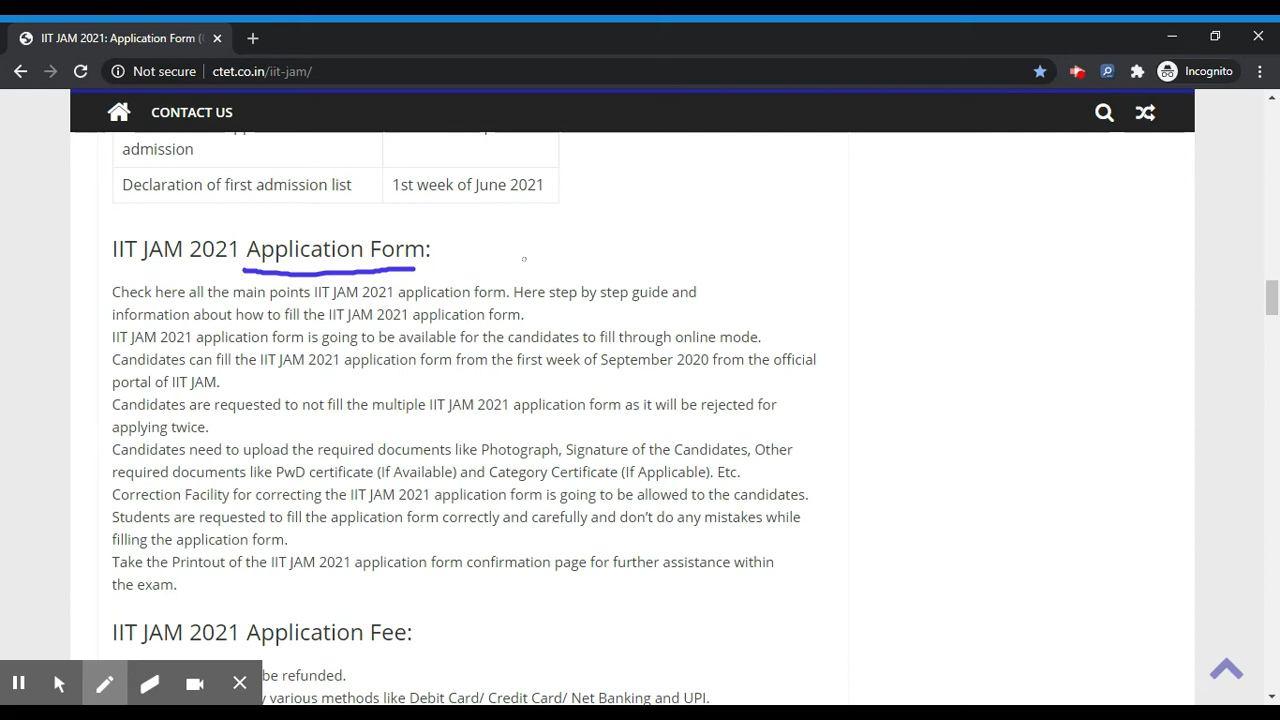 IIT JAM 2021: Application Form (
Not secure
ctet.co.in/iit-jam/
Incognito
CONTACT US
admission
Declaration of first admission list 1st week of June 2021
IIT JAM 2021 Application Form:
Check here all the main points IIT JAM 2021 application form. Here step by step guide and
information about how to fill the IIT JAM 2021 application form.
IIT JAM 2021 application form is going to be available for the candidates to fill through online mode.
Candidates can fill the IIT JAM 2021 application form from the first week of September 2020 from the official
portal of IIT JAM.
Candidates are requested to not fill the multiple IIT JAM 2021 application form as it will be rejected for
applying twice.
Candidates need to upload the required documents like Photograph, Signature of the Candidates, Other
required documents like PwD certificate (If Available) and Category Certificate (If Applicable). Etc.
Correction Facility for correcting the IIT JAM 2021 application form is going to be allowed to the candidates.
Students are requested to fill the application form correctly and carefully and don't do any mistakes while
filling the application form.
Take the Printout of the IIT JAM 2021 application form confirmation page for further assistance within
the exam.
IIT JAM 2021 Application Fee:
be refunded.
various methods like Debit Card/ Credit Card/ Net Banking and UPI.